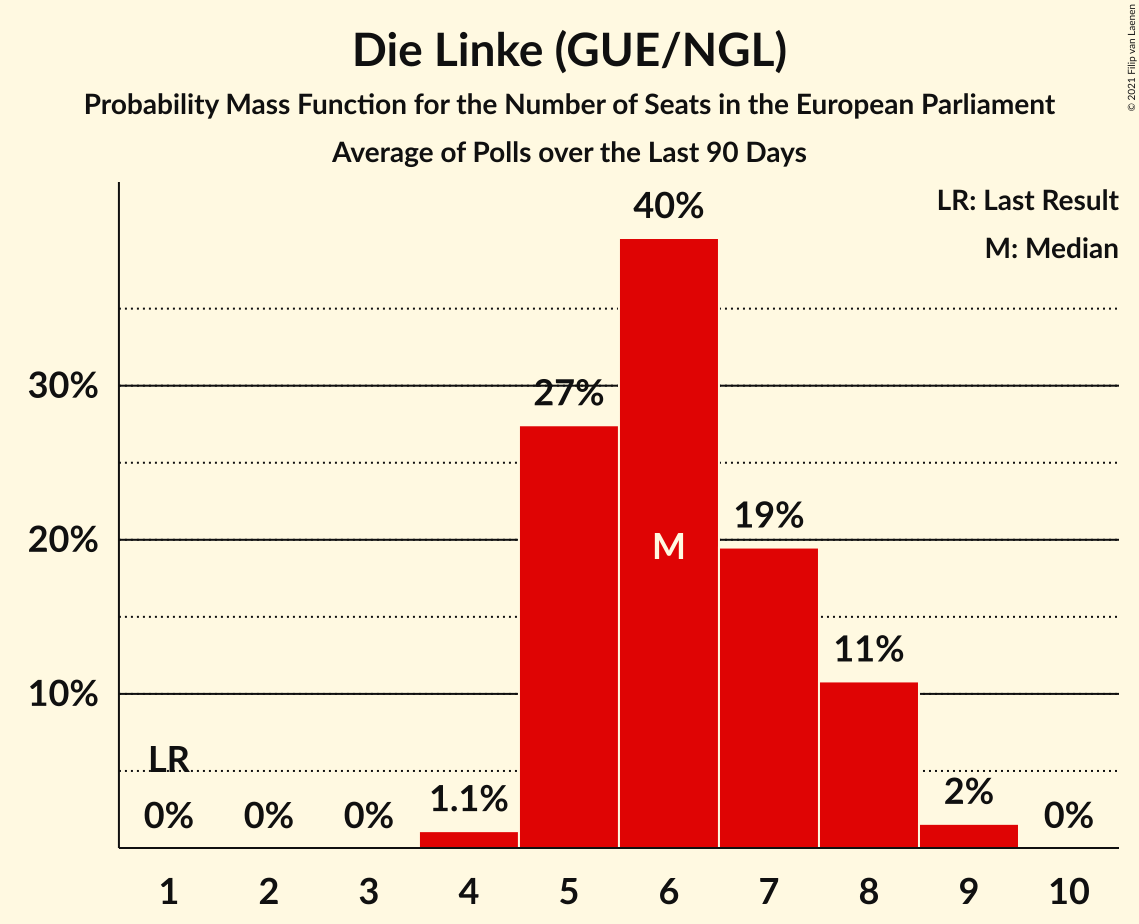 Die Linke (GUE/NGL)
Probability Mass Function for the Number of Seats in the European Parliament
Average of Polls over the Last 90 Days
© 2021 Filip van Laenen
LR: Last Result
M: Median
40%
30%
27%
20%
19%
M
11%
10%
LR
0%
0%
0%
1.1%
2%
0%
1 2 3 4 5 6 7 8 9 10